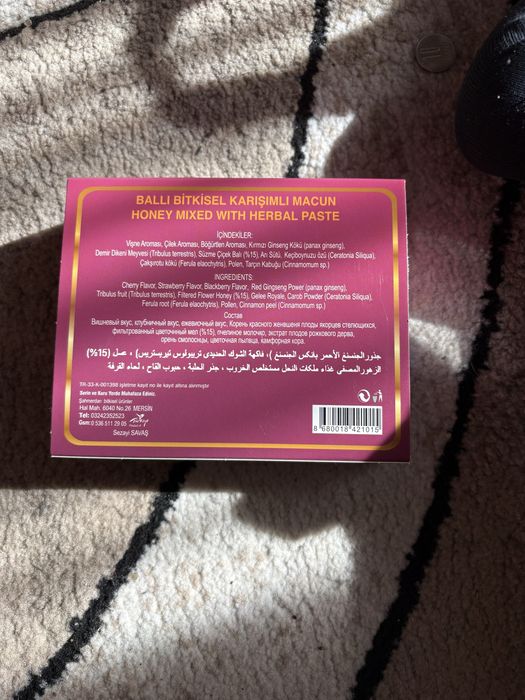 BALLI BİTKİSEL KARIŞIMLI MACUN
HONEY MIXED WITH HERBAL PASTE
İÇİNDEKİLER:
Vişne Aroması, Çilek Aroması, Böğürtlen Aroması, Kırmızı Ginseng Kökü (panax ginseng),
Demir Dikeni Meyvesi (Tribulus terrestris), Süzme Çiçek Balı (%15), Arı Sütü, Keçiboynuzu özü (Ceratonia Siliqua),
Çakşırotu kökü (Ferula elaochytris), Polen, Tarçın Kabuğu (Cinnamomum sp.)
INGREDIENTS:
Cherry Flavor, Strawberry Flavor, Blackberry Flavor, Red Gingseng Power (panax ginseng),
Tribulus fruit (Tribulus terrestris), Filtered Flower Honey (%15), Gelee Royale, Carob Powder (Ceratonia Siliqua),
Ferula root (Ferula elaochytris), Pollen, Cinnamon peel (Cinnamomum sp.)
Состав
Вишневый вкус, клубничный вкус, ежевичный вкус, Корень красного женьшеня плоды якорцев стелющихся,
фильтрованный цветочный мел (%15), пчелиное молочко, экстрат плодов рожкового дерва,
орень смолоносцы, цветочная пыльца, камфорная кора.
جذور الجنسنغ الأحمر (بانكس الجنسنغ)، فاكهة الشوك الحديدي تريبولوس تيريستريس)، عسل (15%)
الزهور المصفى غذاء ملكات النحل مستخلص الخروب ، جذر الحلبة ، حبوب القاح ، لحاء القرفة
TR-33-K-001398 işletme kayıt no ile kayıt altına alınmıştır
Serin ve Kuru Yerde Muhafaza Ediniz.
Şahmerdan bitkisel ürünler
Hal Mah. 6040 No.26 MERSİN
Tel: 03242352523
Gsm:0 536 511 29 05
Sezayi SAVAŞ
8 680018 421015